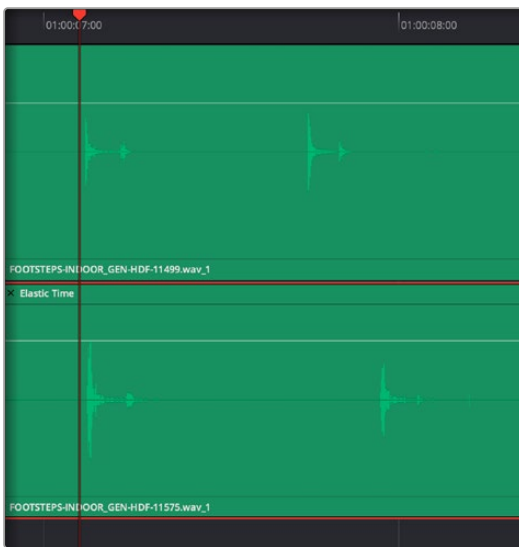 01:00:07:00
01:00:08:00
FOOTSTEPS-INDOOR_GEN-HDF-11499.wav_1
× Elastic Time
FOOTSTEPS-INDOOR_GEN-HDF-11575.wav_1